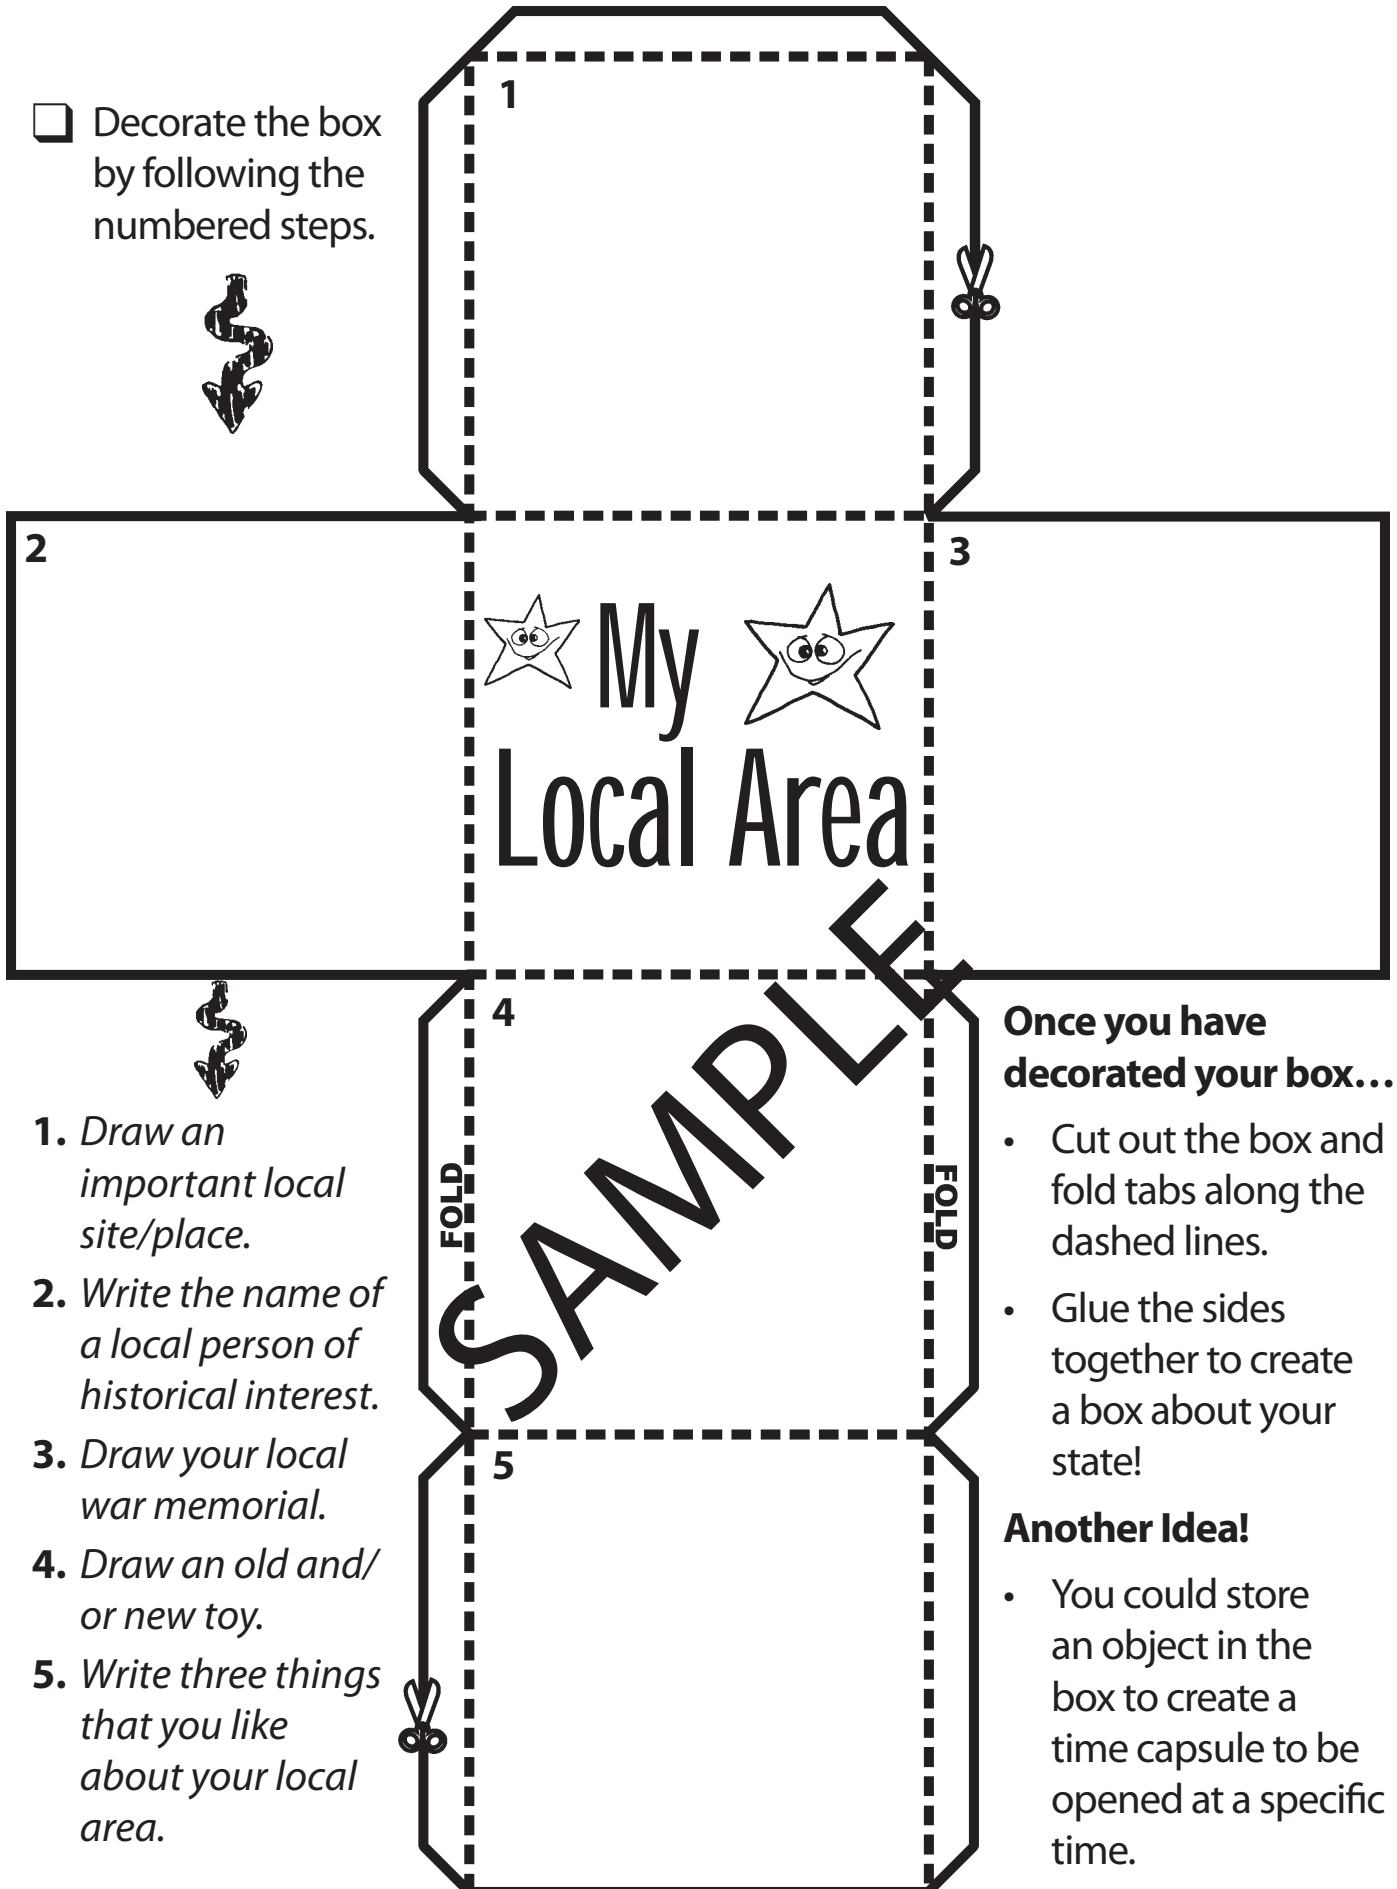 1
Decorate the box
by following the
numbered steps.
2
3
My
Local Area
4
SAMPLE
FOLD
FOLD
5
1. Draw an
important local
site/place.
2. Write the name of
a local person of
historical interest.
3. Draw your local
war memorial.
4. Draw an old and/
or new toy.
5. Write three things
that you like
about your local
area.
Once you have
decorated your box…
• Cut out the box and
fold tabs along the
dashed lines.
• Glue the sides
together to create
a box about your
state!
Another Idea!
• You could store
an object in the
box to create a
time capsule to be
opened at a specific
time.